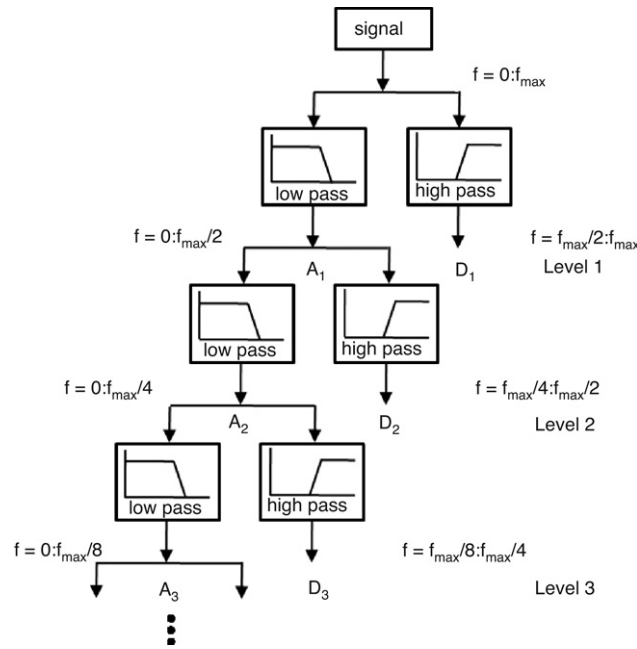 signal
f = 0:fmax
low pass
high pass
f = 0:fmax/2
f = fmax/2:fmax
A1
D1
Level 1
low pass
high pass
f = 0:fmax/4
f = fmax/4:fmax/2
A2
D2
Level 2
low pass
high pass
f = 0:fmax/8
f = fmax/8:fmax/4
A3
D3
Level 3